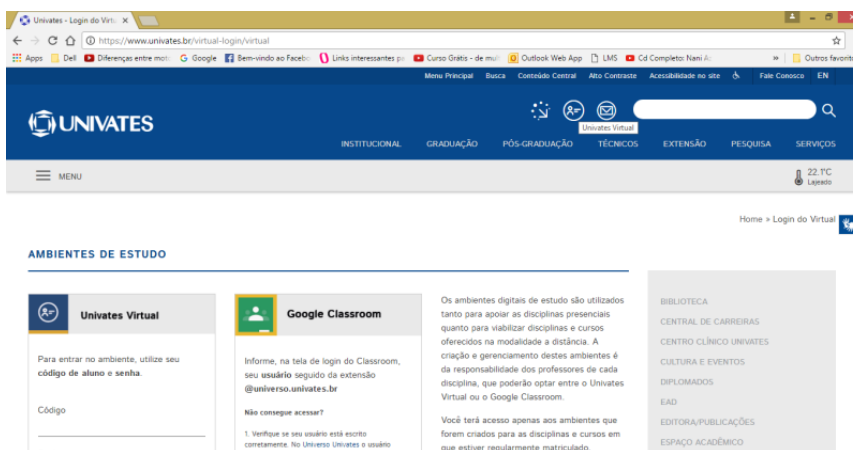 Univates - Login do Virtu
https://www.univates.br/virtual-login/virtual
Apps Dell Diferenças entre moto Google Bem-vindo ao Facebo Links interessantes pa Curso Grátis - de mul Outlook Web App LMS Cd Completo: Nani Az » Outros favorito
Menu Principal Busca Conteúdo Central Alto Contraste Acessibilidade no site Fale Conosco EN
UNIVATES
Univates Virtual
INSTITUCIONAL GRADUAÇÃO PÓS-GRADUAÇÃO TÉCNICOS EXTENSÃO PESQUISA SERVIÇOS
MENU
22.1°C
Lajeado
Home » Login do Virtual
AMBIENTES DE ESTUDO
Univates Virtual
Para entrar no ambiente, utilize seu
código de aluno e senha.
Código
Google Classroom
Informe, na tela de login do Classroom,
seu usuário seguido da extensão
@universo.univates.br
Não consegue acessar?
1. Verifique se seu usuário está escrito
corretamente. No Universo Univates o usuário
Os ambientes digitais de estudo são utilizados
tanto para apoiar as disciplinas presenciais
quanto para viabilizar disciplinas e cursos
oferecidos na modalidade a distância. A
criação e gerenciamento destes ambientes é
da responsabilidade dos professores de cada
disciplina, que poderão optar entre o Univates
Virtual ou o Google Classroom.
Você terá acesso apenas aos ambientes que
forem criados para as disciplinas e cursos em
que estiver regularmente matriculado.
BIBLIOTECA
CENTRAL DE CARREIRAS
CENTRO CLÍNICO UNIVATES
CULTURA E EVENTOS
DIPLOMADOS
EAD
EDITORA/PUBLICAÇÕES
ESPAÇO ACADÊMICO